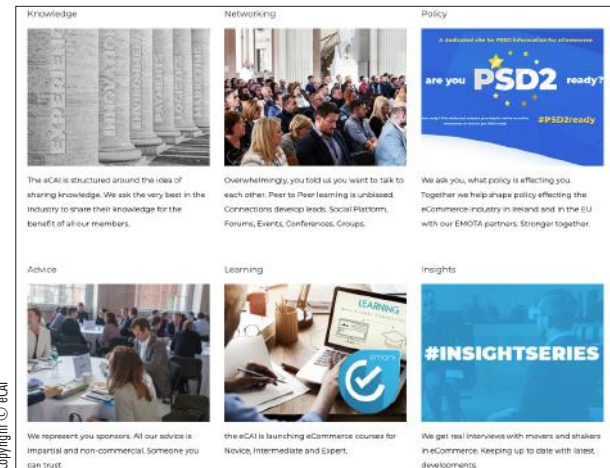 Knowledge
EXPERIENCE
The eCAI is structured around the idea of
sharing knowledge. We ask the very best in the
industry to share their knowledge for the
benefit of all our members.
Networking
Overwhelmingly, you told us you want to talk to
each other. Peer to Peer learning is unbiased.
Connections develop leads. Social Platform,
Forums, Events, Conferences, Groups.
Policy
A dedicated site for PSD2 information for eCommerce
are you PSD2 ready?
#PSD2ready
We ask you, what policy is effecting you.
Together we help shape policy effecting the
eCommerce industry in Ireland and in the EU
with our EMOTA partners. Stronger together.
Advice
We represent you sponsors. All our advice is
impartial and non-commercial. Someone you
can trust
Learning
LEARNING
the eCAI is launching eCommerce courses for
Novice, Intermediate and Expert.
Insights
#INSIGHTSERIES
We get real interviews with movers and shakers
in eCommerce. Keeping up to date with latest
developments.
Copyright © eCAI